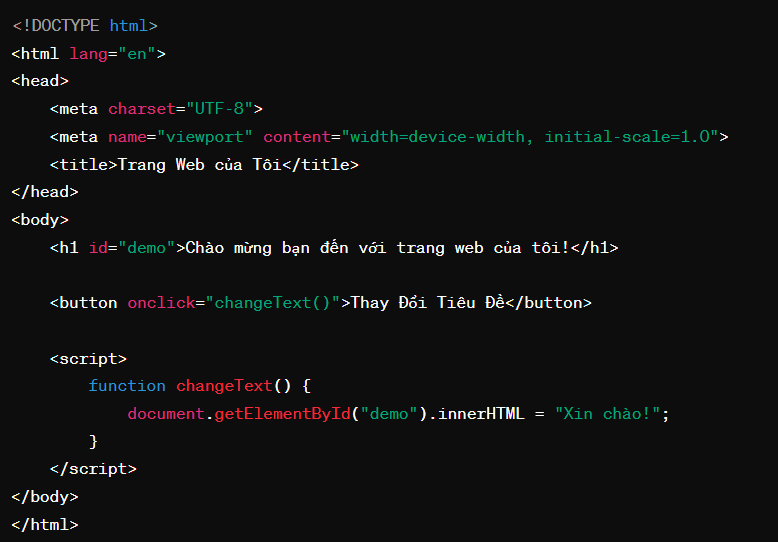 <!DOCTYPE html>
<html lang="en">
<head>
    <meta charset="UTF-8">
    <meta name="viewport" content="width=device-width, initial-scale=1.0">
    <title>Trang Web của Tôi</title>
</head>
<body>
    <h1 id="demo">Chào mừng bạn đến với trang web của tôi!</h1>
    <button onclick="changeText()">Thay Đổi Tiêu Đề</button>
    <script>
        function changeText() {
            document.getElementById("demo").innerHTML = "Xin chào!";
        }
    </script>
</body>
</html>